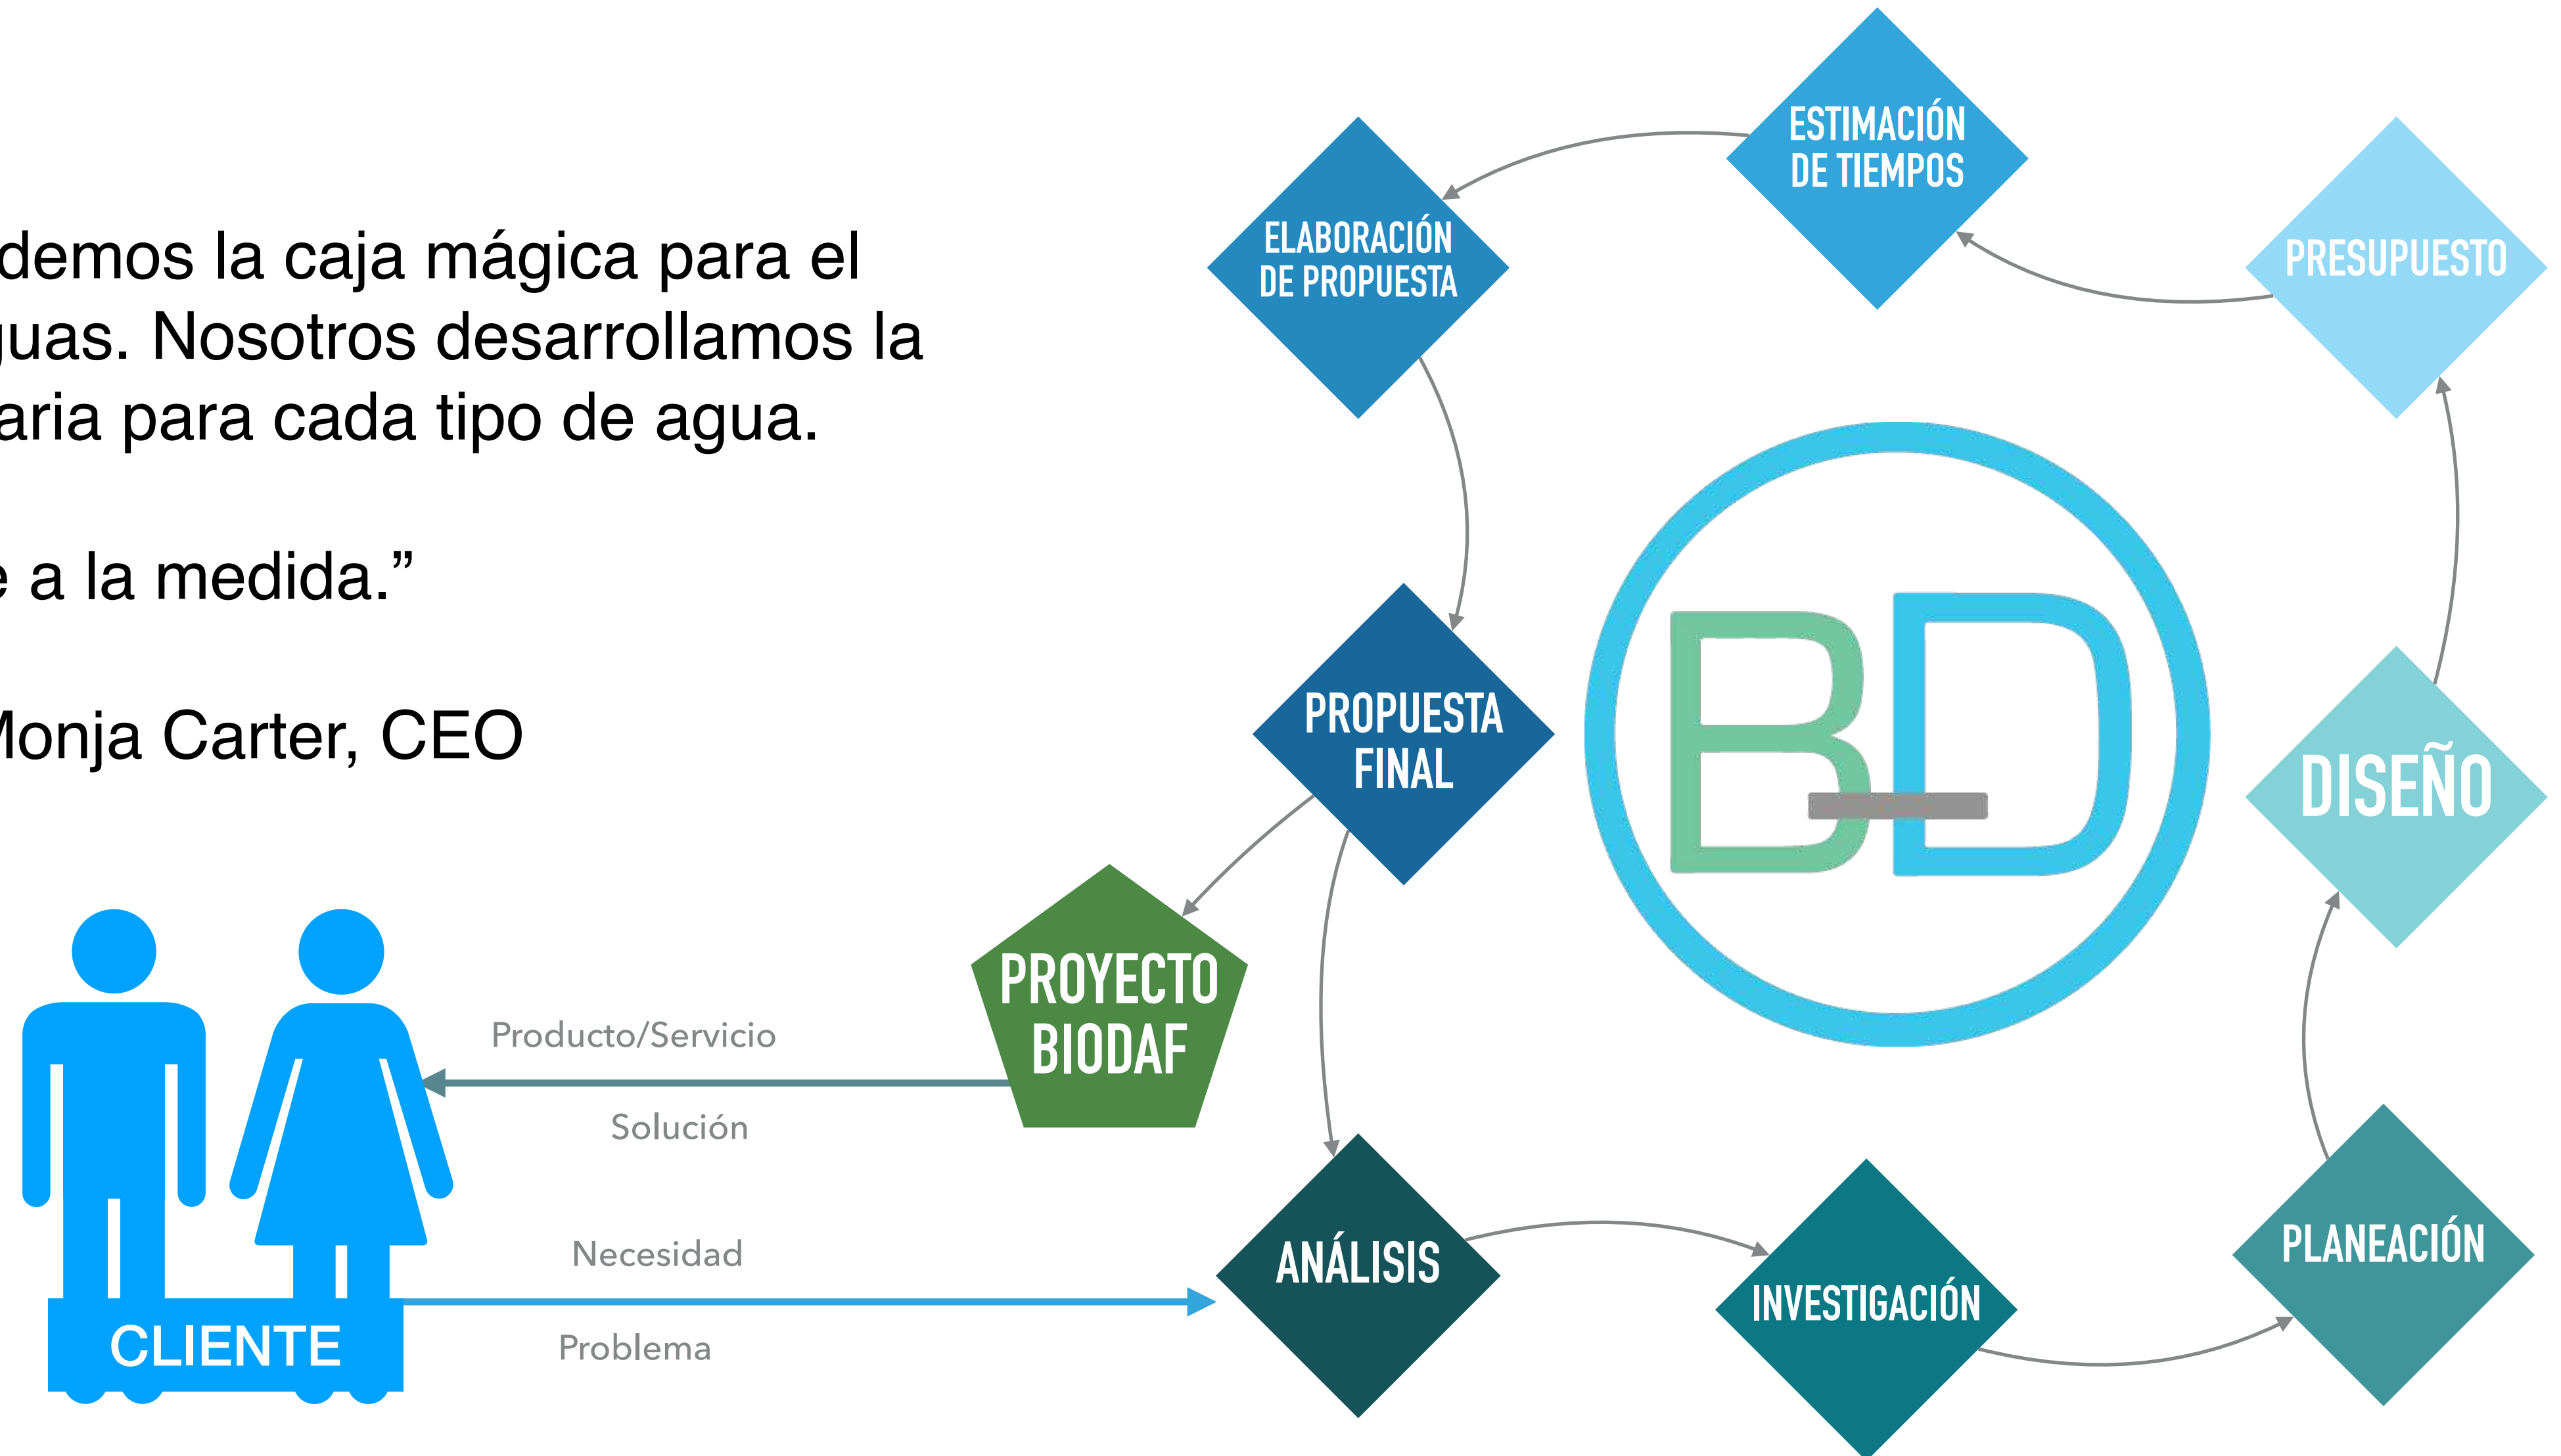 demos la caja mágica para el
guas. Nosotros desarrollamos la
aria para cada tipo de agua.
e a la medida.”
Monja Carter, CEO
ESTIMACIÓN
DE TIEMPOS
ELABORACIÓN
DE PROPUESTA
PRESUPUESTO
PROPUESTA
FINAL
BD
DISEÑO
PROYECTO
BIODAF
Producto/Servicio
Solución
Necesidad
Problema
CLIENTE
ANÁLISIS
INVESTIGACIÓN
PLANEACIÓN